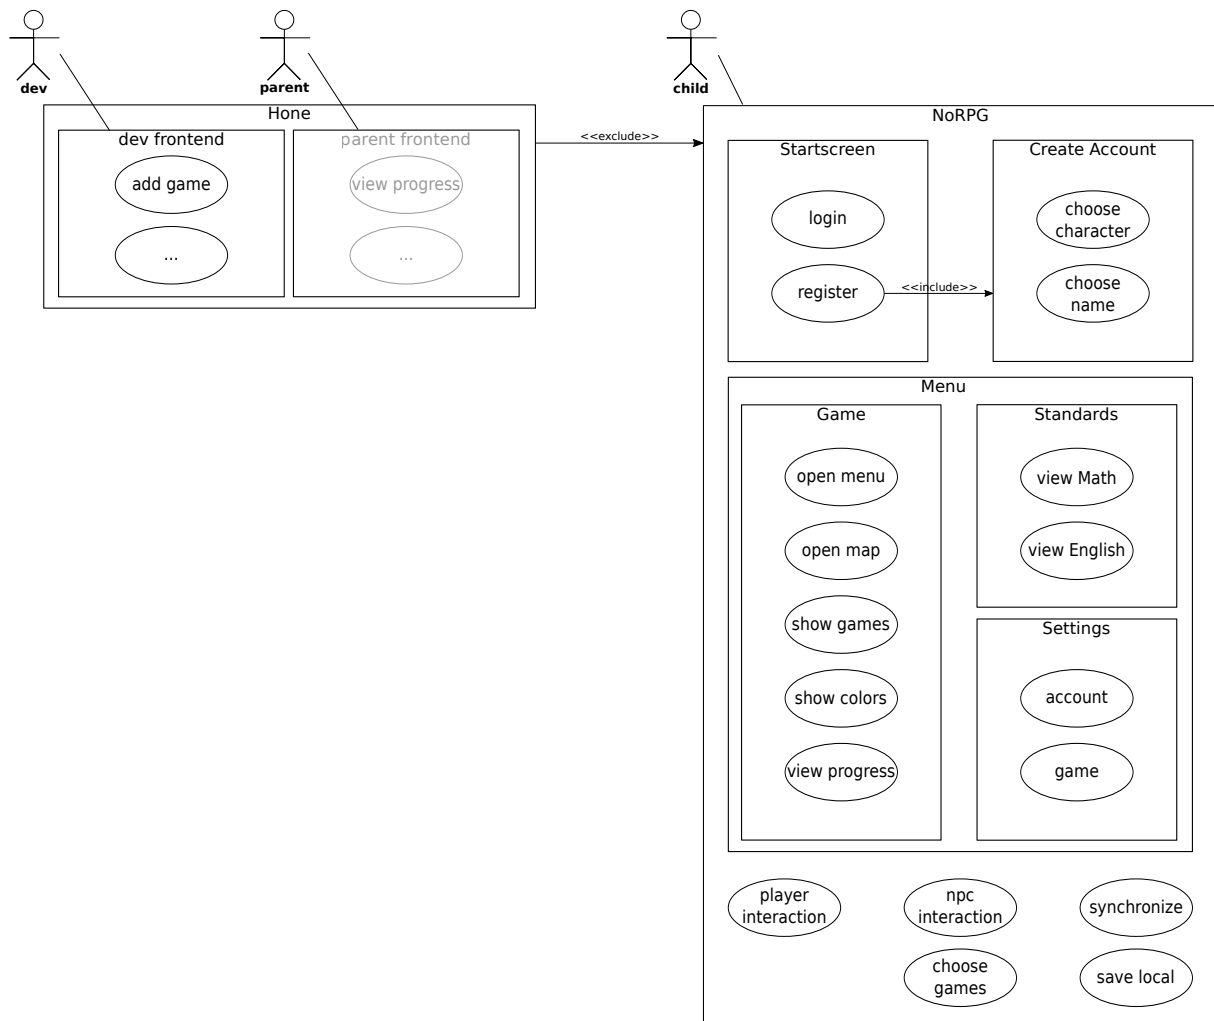 dev
parent
child
Hone
dev frontend
add game
...
parent frontend
view progress
...
<<exclude>>
NoRPG
Startscreen
login
register
<<include>>
Create Account
choose
character
choose
name
Menu
Game
open menu
open map
show games
show colors
view progress
Standards
view Math
view English
Settings
account
game
player
interaction
npc
interaction
synchronize
choose
games
save local